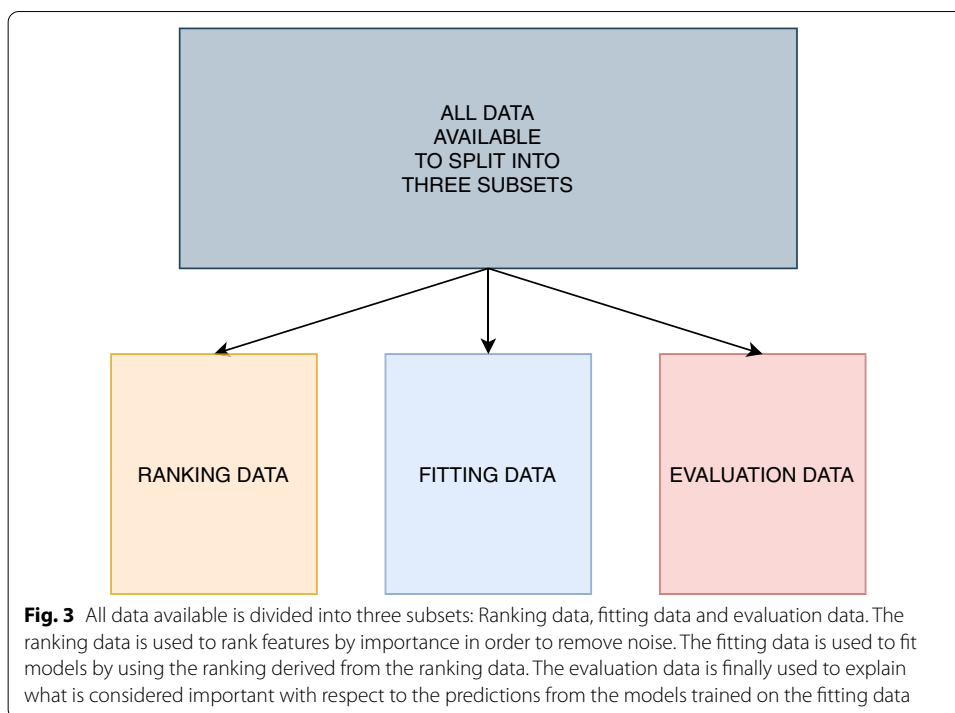 ALL DATA
AVAILABLE
TO SPLIT INTO
THREE SUBSETS
RANKING DATA
FITTING DATA
EVALUATION DATA
Fig. 3 All data available is divided into three subsets: Ranking data, fitting data and evaluation data. The
ranking data is used to rank features by importance in order to remove noise. The fitting data is used to fit
models by using the ranking derived from the ranking data. The evaluation data is finally used to explain
what is considered important with respect to the predictions from the models trained on the fitting data